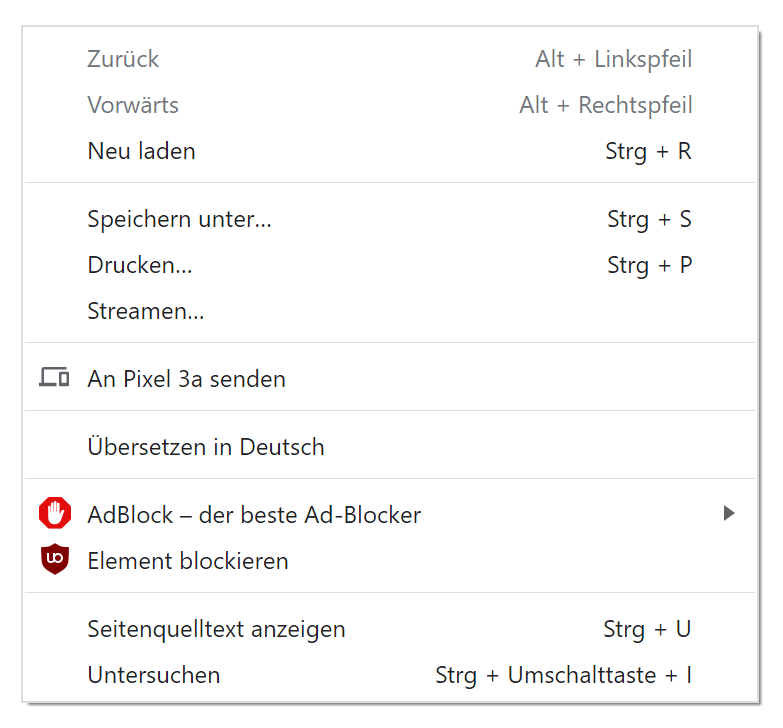 Zurück Alt + Linkspfeil
Vorwärts Alt + Rechtspfeil
Neu laden Strg + R
Speichern unter... Strg + S
Drucken... Strg + P
Streamen...
An Pixel 3a senden
Übersetzen in Deutsch
AdBlock – der beste Ad-Blocker
uo Element blockieren
Seitenquelltext anzeigen Strg + U
Untersuchen Strg + Umschalttaste + I